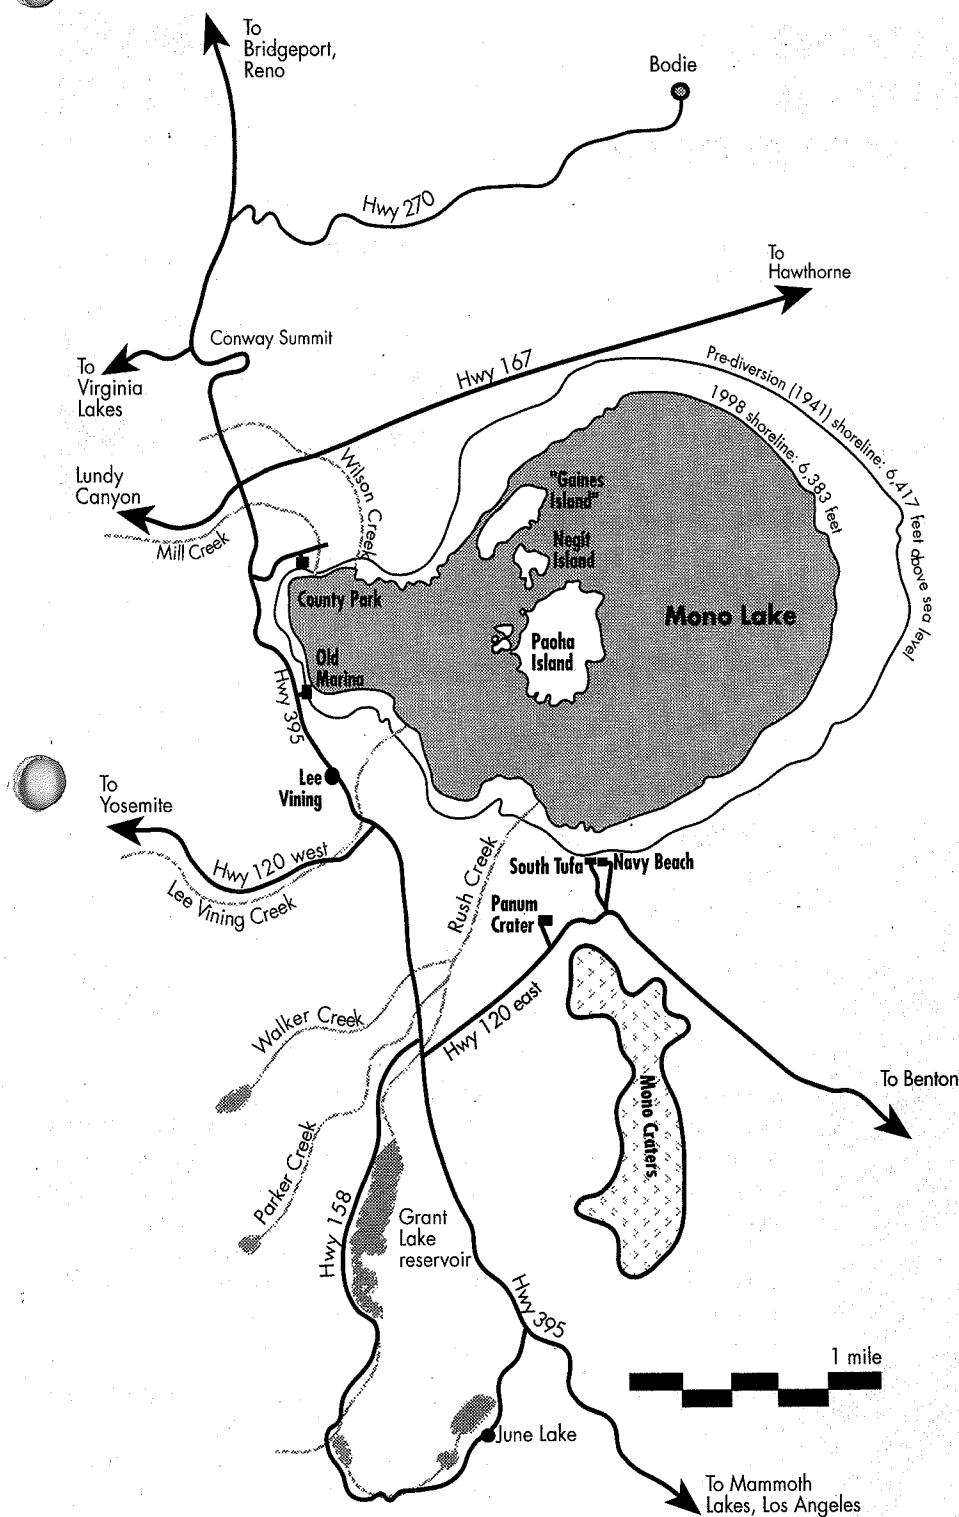 To
Bridgeport,
Reno
Bodie
Hwy 270
To
Hawthorne
Conway Summit
To
Virginia
Lakes
Hwy 167
Pre-diversion (1941) shoreline: 6,417 feet above sea level
1998 shoreline: 6,383 feet
Lundy
Canyon
Wilson Creek
Mill Creek
"Gaines
Island"
Negit
Island
County Park
Mono Lake
Paoha
Island
Old
Marina
Hwy 395
Lee
Vining
To
Yosemite
Hwy 120 west
Lee Vining Creek
Rush Creek
South Tufa
Navy Beach
Panum
Crater
Walker Creek
Hwy 120 east
To Benton
Mono Craters
Parker Creek
Hwy 158
Grant
Lake
reservoir
Hwy 395
1 mile
June Lake
To Mammoth
Lakes, Los Angeles